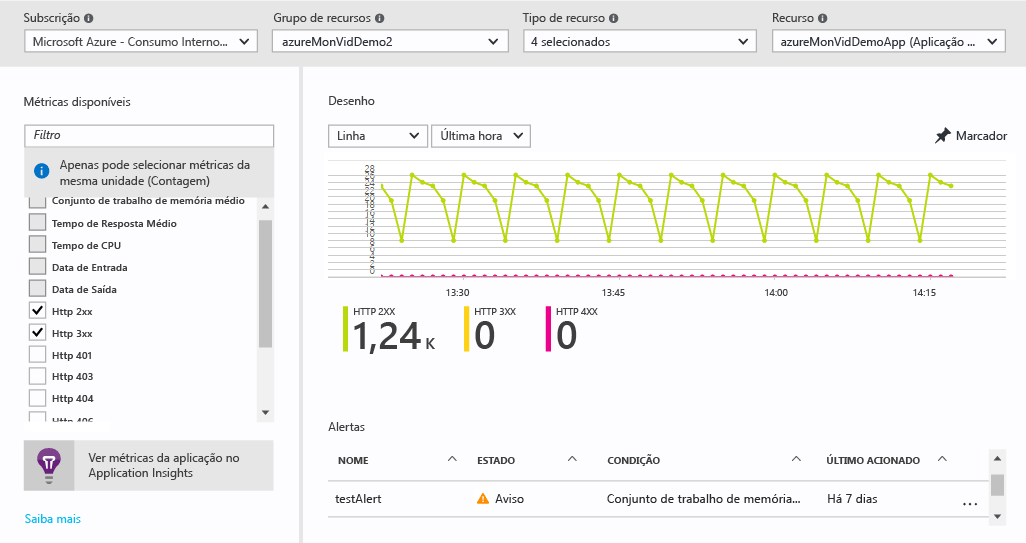 Subscrição
Grupo de recursos
Tipo de recurso
Recurso
Microsoft Azure - Consumo Interno...
azureMonVidDemo2
4 selecionados
azureMonVidDemoApp (Aplicação ...
Métricas disponíveis
Filtro
Apenas pode selecionar métricas da
mesma unidade (Contagem)
Conjunto de trabalho de memória médio
Tempo de Resposta Médio
Tempo de CPU
Data de Entrada
Data de Saída
Http 2xx
Http 3xx
Http 401
Http 403
Http 404
Http 406
Ver métricas da aplicação no
Application Insights
Saiba mais
Desenho
Linha
Última hora
Marcador
28
26
24
22
20
18
16
14
12
10
8
6
4
2
0
13:30
13:45
14:00
14:15
HTTP 2XX
1,24 K
HTTP 3XX
0
HTTP 4XX
0
Alertas
NOME
ESTADO
CONDIÇÃO
ÚLTIMO ACIONADO
testAlert
Aviso
Conjunto de trabalho de memória...
Há 7 dias
...